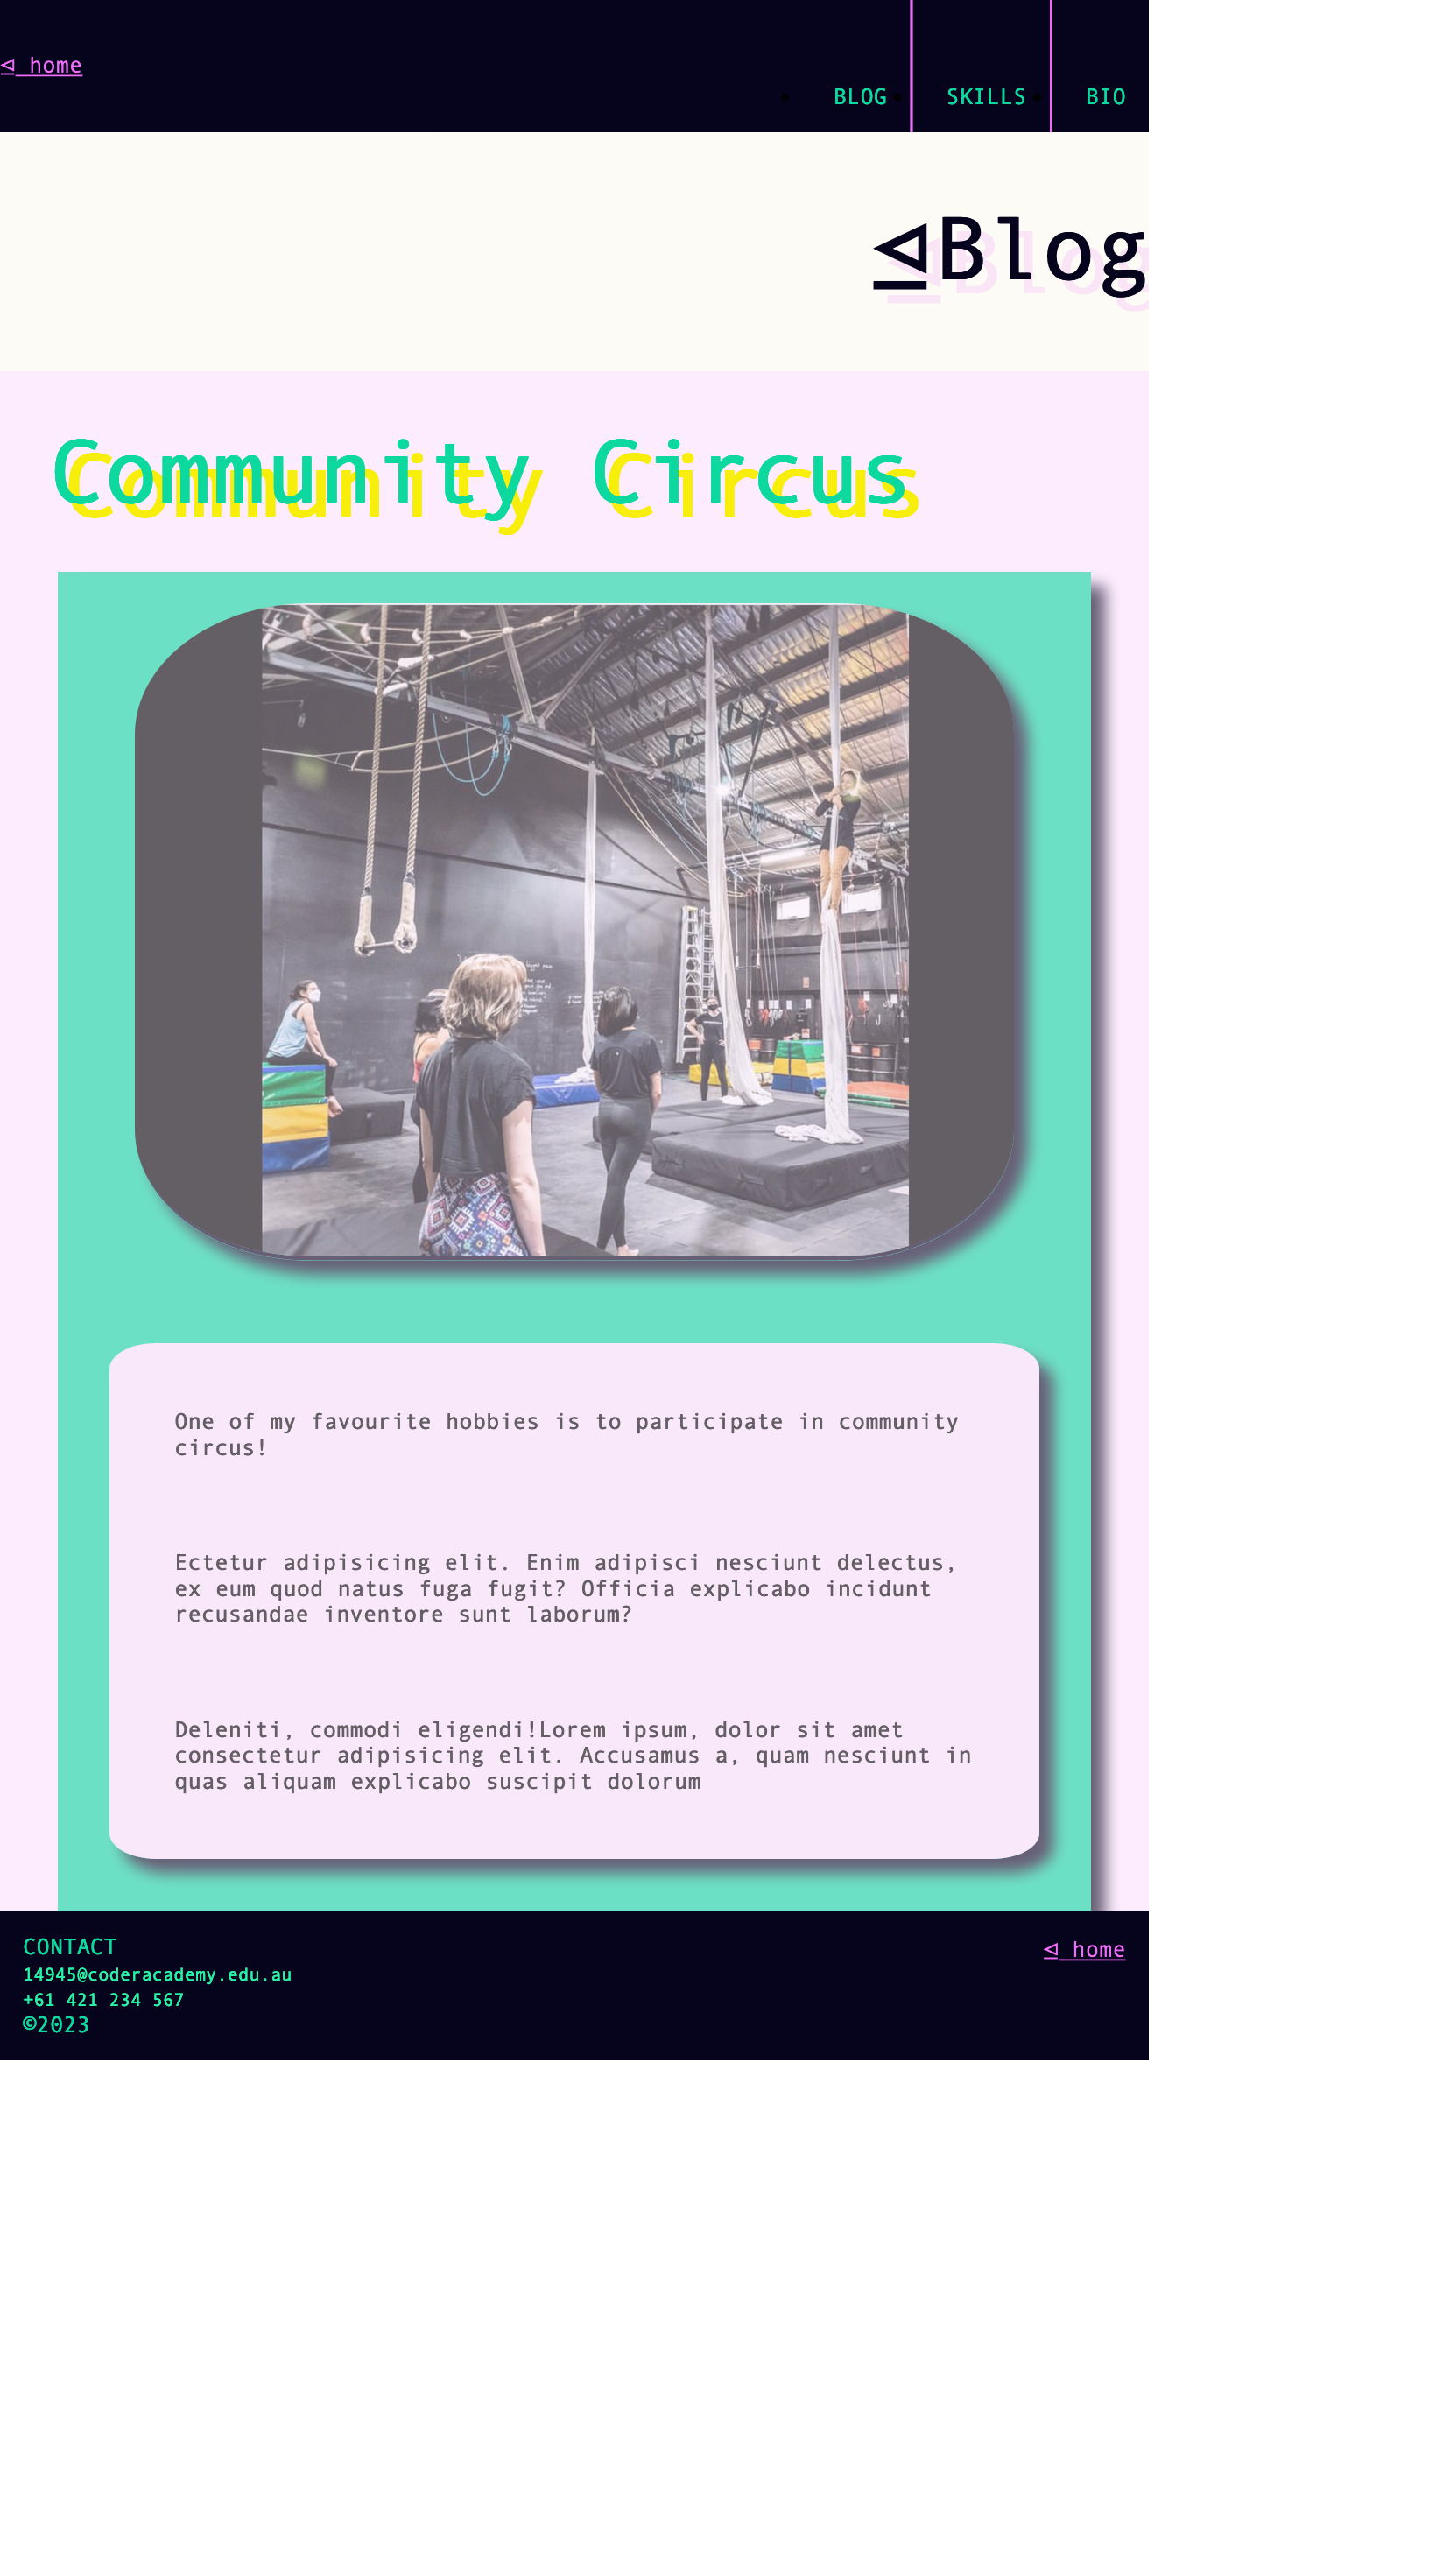 ⊴ home
BLOG
SKILLS
BIO
⊴Blog
Community Circus
One of my favourite hobbies is to participate in community
circus!
Ectetur adipisicing elit. Enim adipisci nesciunt delectus,
ex eum quod natus fuga fugit? Officia explicabo incidunt
recusandae inventore sunt laborum?
Deleniti, commodi eligendi!Lorem ipsum, dolor sit amet
consectetur adipisicing elit. Accusamus a, quam nesciunt in
quas aliquam explicabo suscipit dolorum
CONTACT
14945@coderacademy.edu.au
+61 421 234 567
©2023
⊴ home